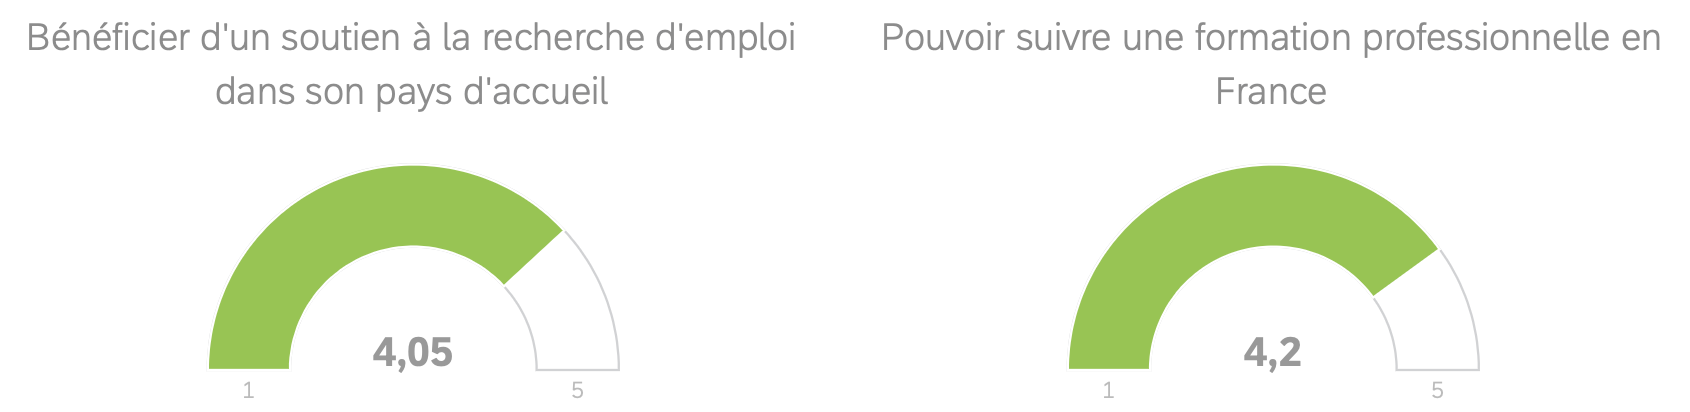 Bénéficier d'un soutien à la recherche d'emploi
dans son pays d'accueil
4,05
1
5
Pouvoir suivre une formation professionnelle en
France
4,2
1
5